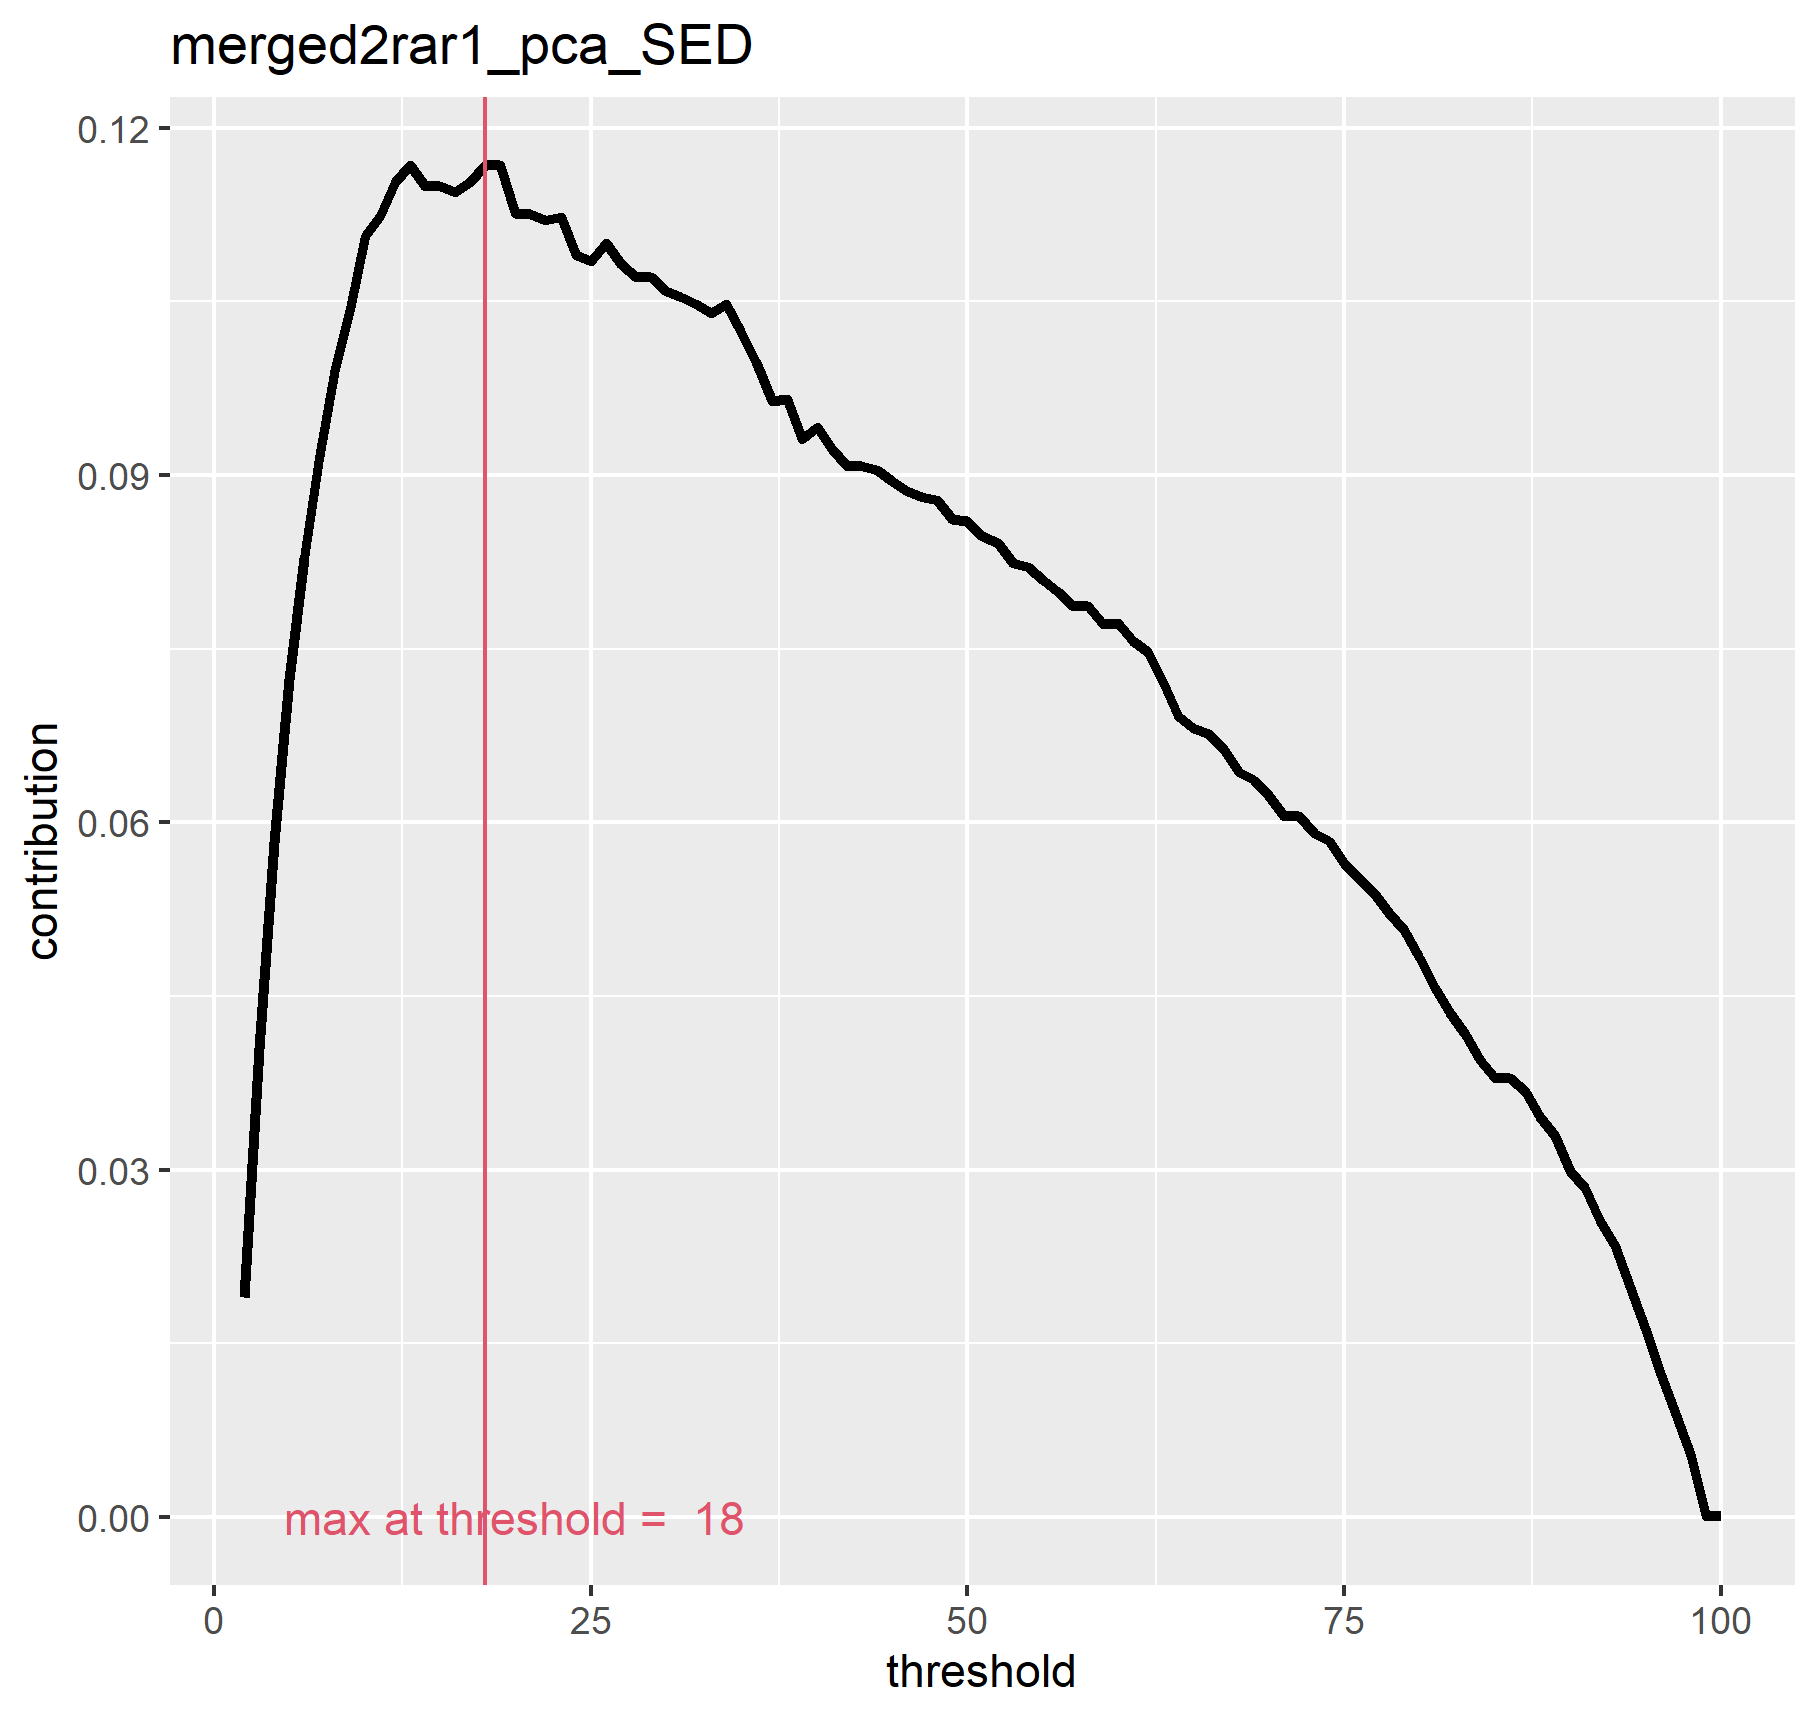 merged2rar1_pca_SED
0.12
0.09
0.06
0.03
0.00
contribution
max at threshold =  18
0 25 50 75 100
threshold